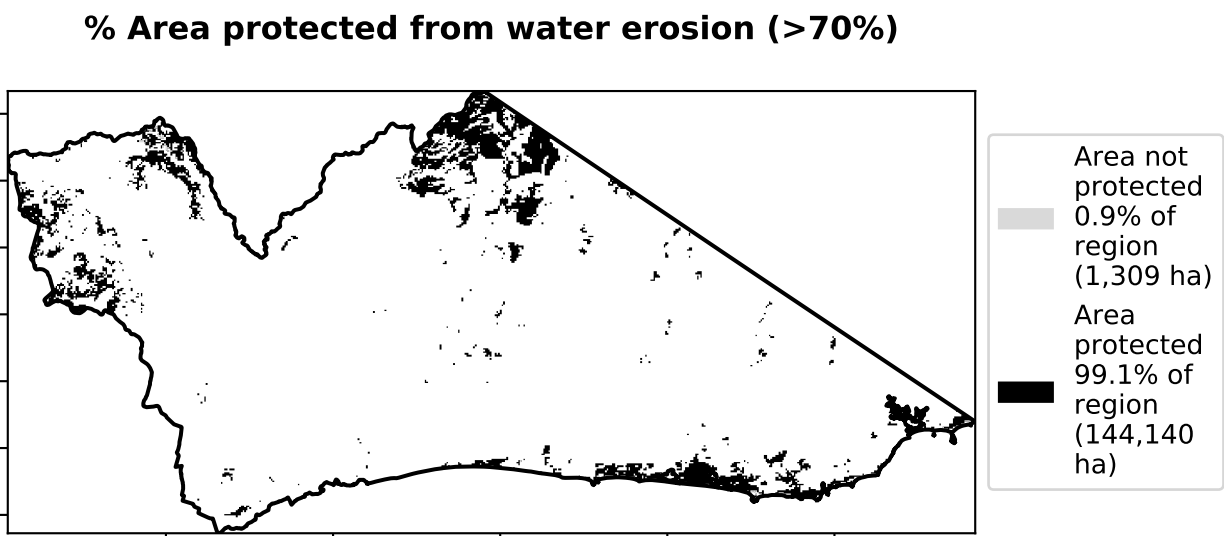 % Area protected from water erosion (>70%)
Area not
protected
0.9% of
region
(1,309 ha)
Area
protected
99.1% of
region
(144,140
ha)